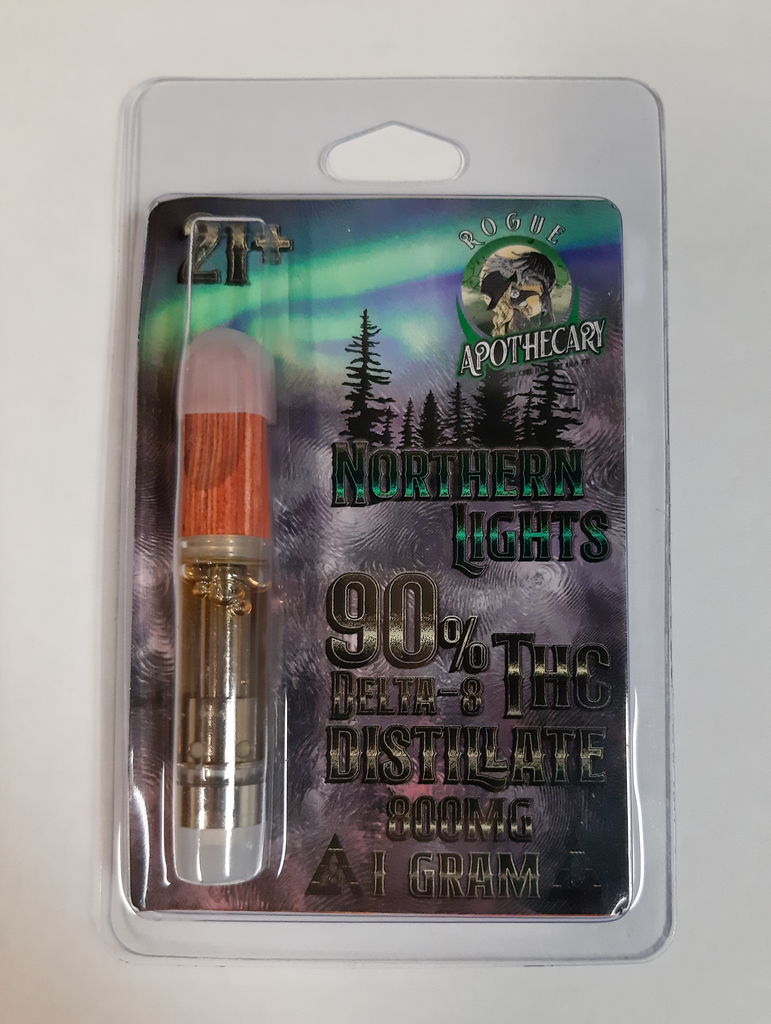 21+
ROGUE
APOTHECARY
NORTHERN
LIGHTS
90% THC
DELTA-8
DISTILLATE
800MG
1 GRAM